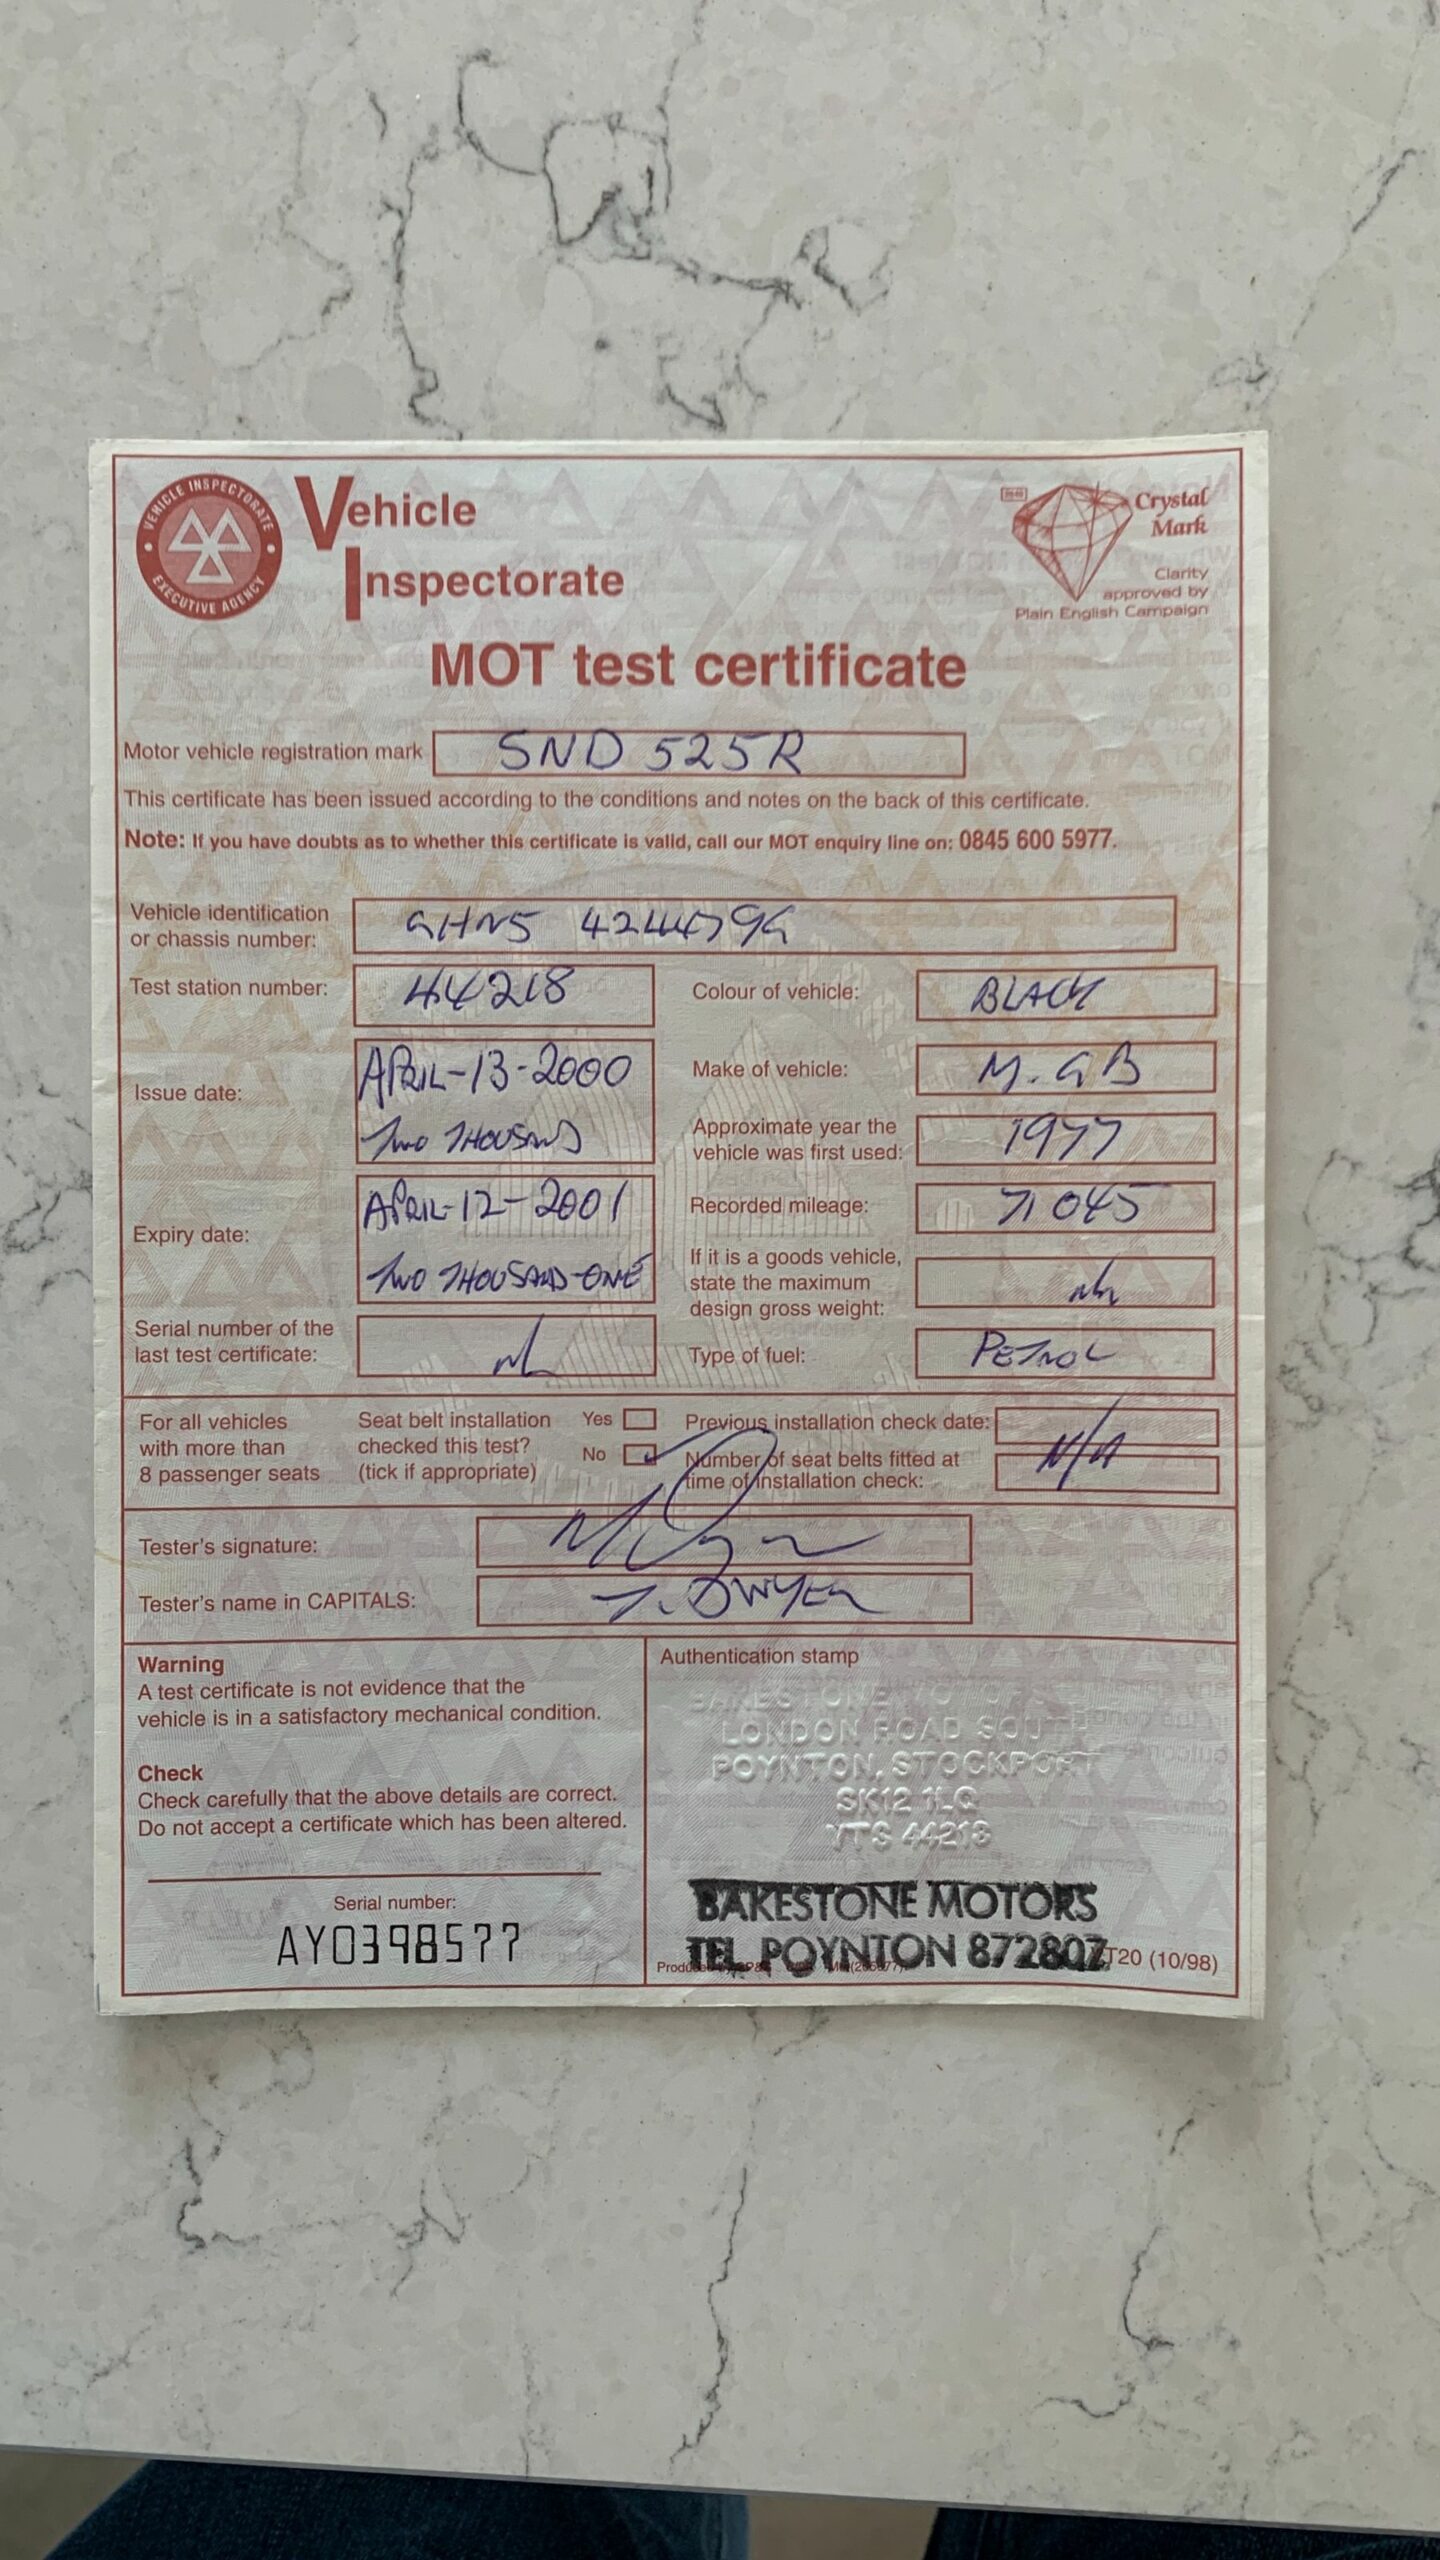 VEHICLE INSPECTORATE
EXECUTIVE AGENCY
Vehicle
Inspectorate
Crystal
Mark
Clarity
approved by
Plain English Campaign
MOT test certificate
Motor vehicle registration mark SND 525R
This certificate has been issued according to the conditions and notes on the back of this certificate.
Note: If you have doubts as to whether this certificate is valid, call our MOT enquiry line on: 0845 600 5977.
Vehicle identification
or chassis number: GHN5
Test station number: 44218 Colour of vehicle: BLACK
Issue date: APRIL-13-2000
TWO THOUSAND
Make of vehicle: M.GB
Approximate year the
vehicle was first used: 1977
Expiry date: APRIL-12-2001
TWO THOUSAND-ONE
Recorded mileage: 71045
If it is a goods vehicle,
state the maximum
design gross weight:
Serial number of the
last test certificate:
Type of fuel: PETROL
For all vehicles
with more than
8 passenger seats
Seat belt installation
checked this test?
(tick if appropriate)
Yes
No
Previous installation check date:
Number of seat belts fitted at
time of installation check:
N/A
Tester's signature:
Tester's name in CAPITALS: T. DWYER
Warning
A test certificate is not evidence that the
vehicle is in a satisfactory mechanical condition.
Check
Check carefully that the above details are correct.
Do not accept a certificate which has been altered.
Serial number:
AY0398577
Authentication stamp
BAKESTONE MOTORS
LONDON ROAD SOUTH
POYNTON, STOCKPORT
SK12 1LQ
VTS 44218
BAKESTONE MOTORS
TEL. POYNTON 872807
VT20 (10/98)